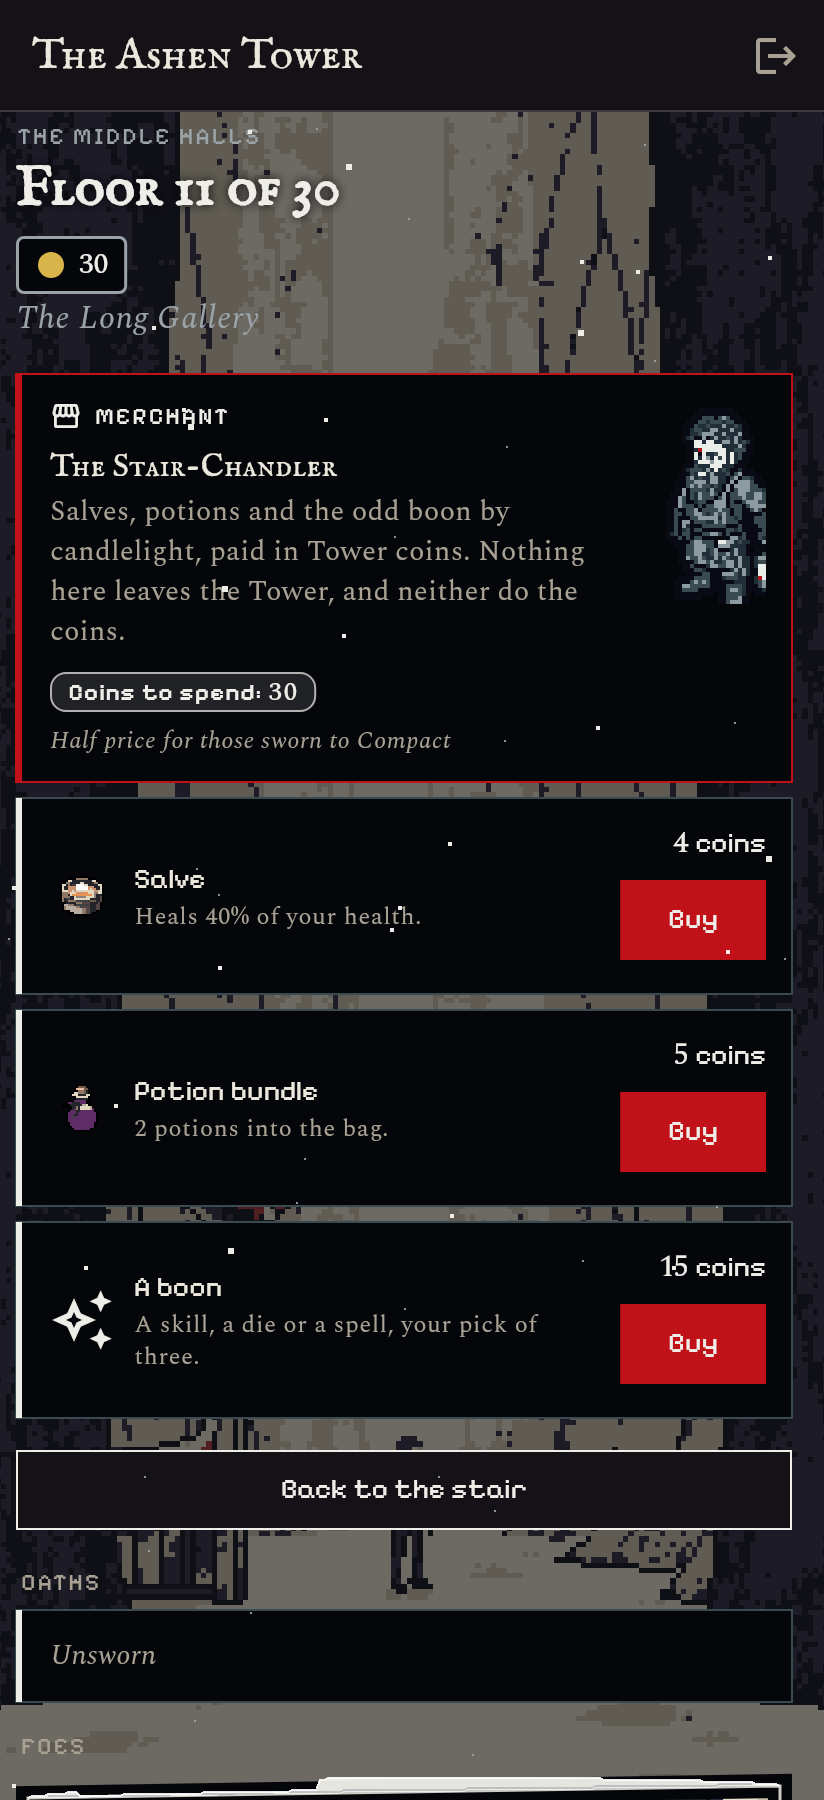 The Ashen Tower
THE MIDDLE HALLS
Floor 11 of 30
30
The Long Gallery
MERCHANT
The Stair-Chandler
Salves, potions and the odd boon by
candlelight, paid in Tower coins. Nothing
here leaves the Tower, and neither do the
coins.
Coins to spend: 30
Half price for those sworn to Compact
4 coins
Salve
Heals 40% of your health.
Buy
5 coins
Potion bundle
2 potions into the bag.
Buy
15 coins
A boon
A skill, a die or a spell, your pick of
three.
Buy
Back to the stair
OATHS
Unsworn
FOES